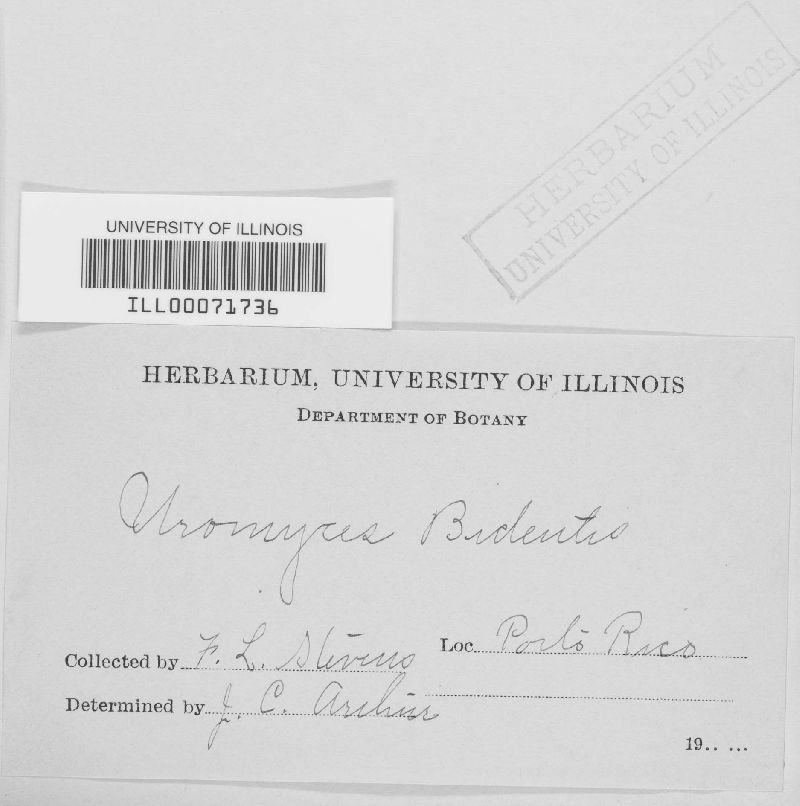 HERBARIUM
UNIVERSITY OF ILLINOIS
UNIVERSITY OF ILLINOIS
ILL00071736
HERBARIUM, UNIVERSITY OF ILLINOIS
DEPARTMENT OF BOTANY
Uromyces Bidentis
Collected by F. L. Stevens Loc. Porto Rico
Determined by J. C. Arthur
19.. ...